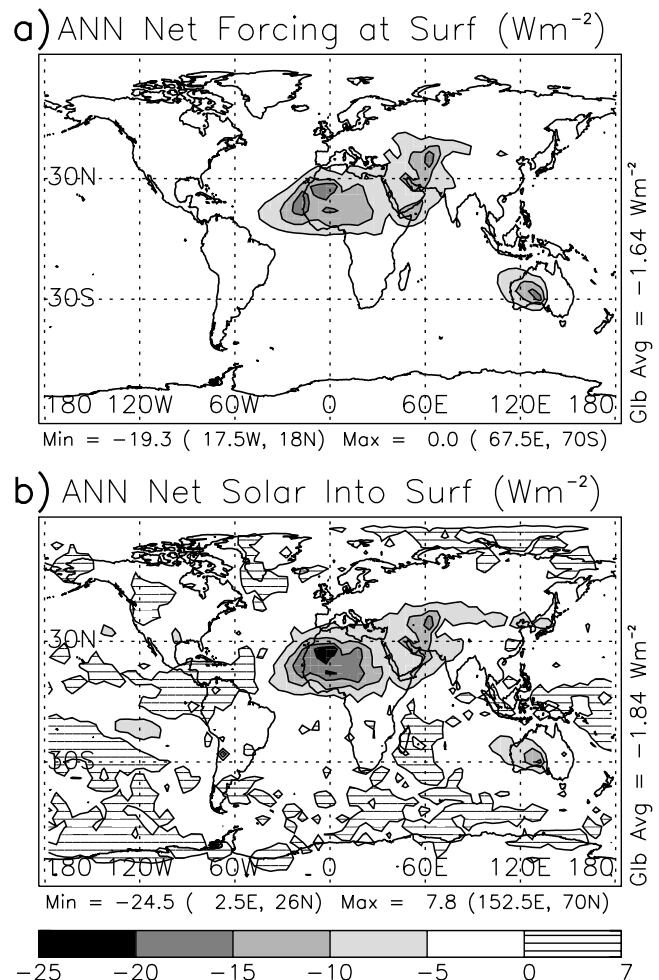 a) ANN Net Forcing at Surf (Wm⁻²)
30N
30S
180 120W 60W 0 60E 120E 180
Glb Avg = −1.64 Wm⁻²
Min = −19.3 ( 17.5W, 18N) Max = 0.0 ( 67.5E, 70S)
b) ANN Net Solar Into Surf (Wm⁻²)
30N
30S
180 120W 60W 0 60E 120E 180
Glb Avg = −1.84 Wm⁻²
Min = −24.5 ( 2.5E, 26N) Max = 7.8 (152.5E, 70N)
−25 −20 −15 −10 −5 0 7